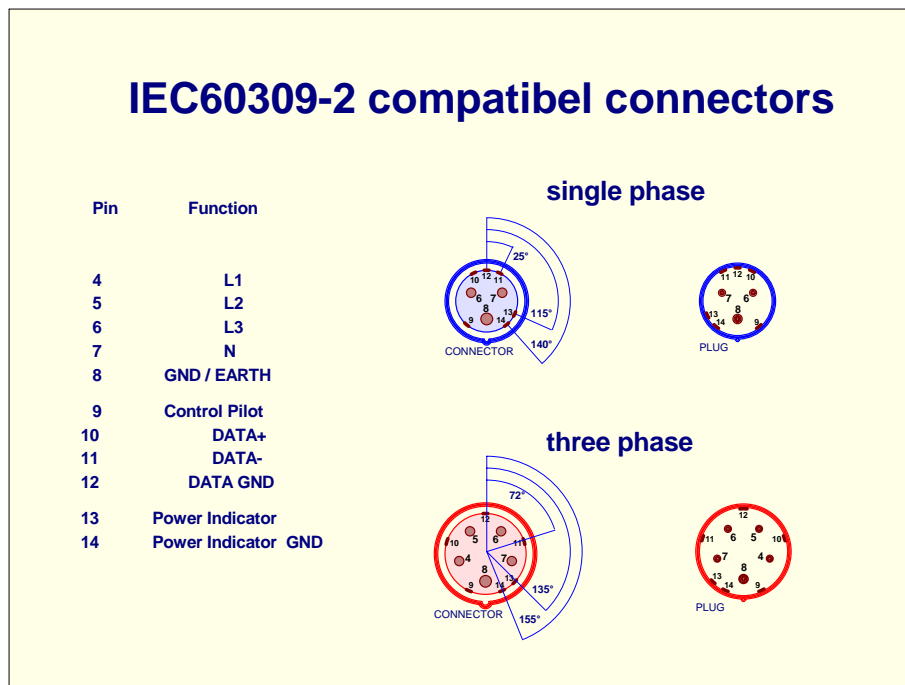 IEC60309-2 compatibel connectors
Pin Function
4 L1
5 L2
6 L3
7 N
8 GND / EARTH
9 Control Pilot
10 DATA+
11 DATA-
12 DATA GND
13 Power Indicator
14 Power Indicator GND
single phase
25°
10 12 11
6 7
8
9 14 13
115°
140°
CONNECTOR
11 12 10
7 6
8
13
14 9
PLUG
three phase
72°
12
10 5 6 11
4 7
8
9 14 13
135°
155°
CONNECTOR
12
11 6 5 10
7 4
8
13
14 9
PLUG